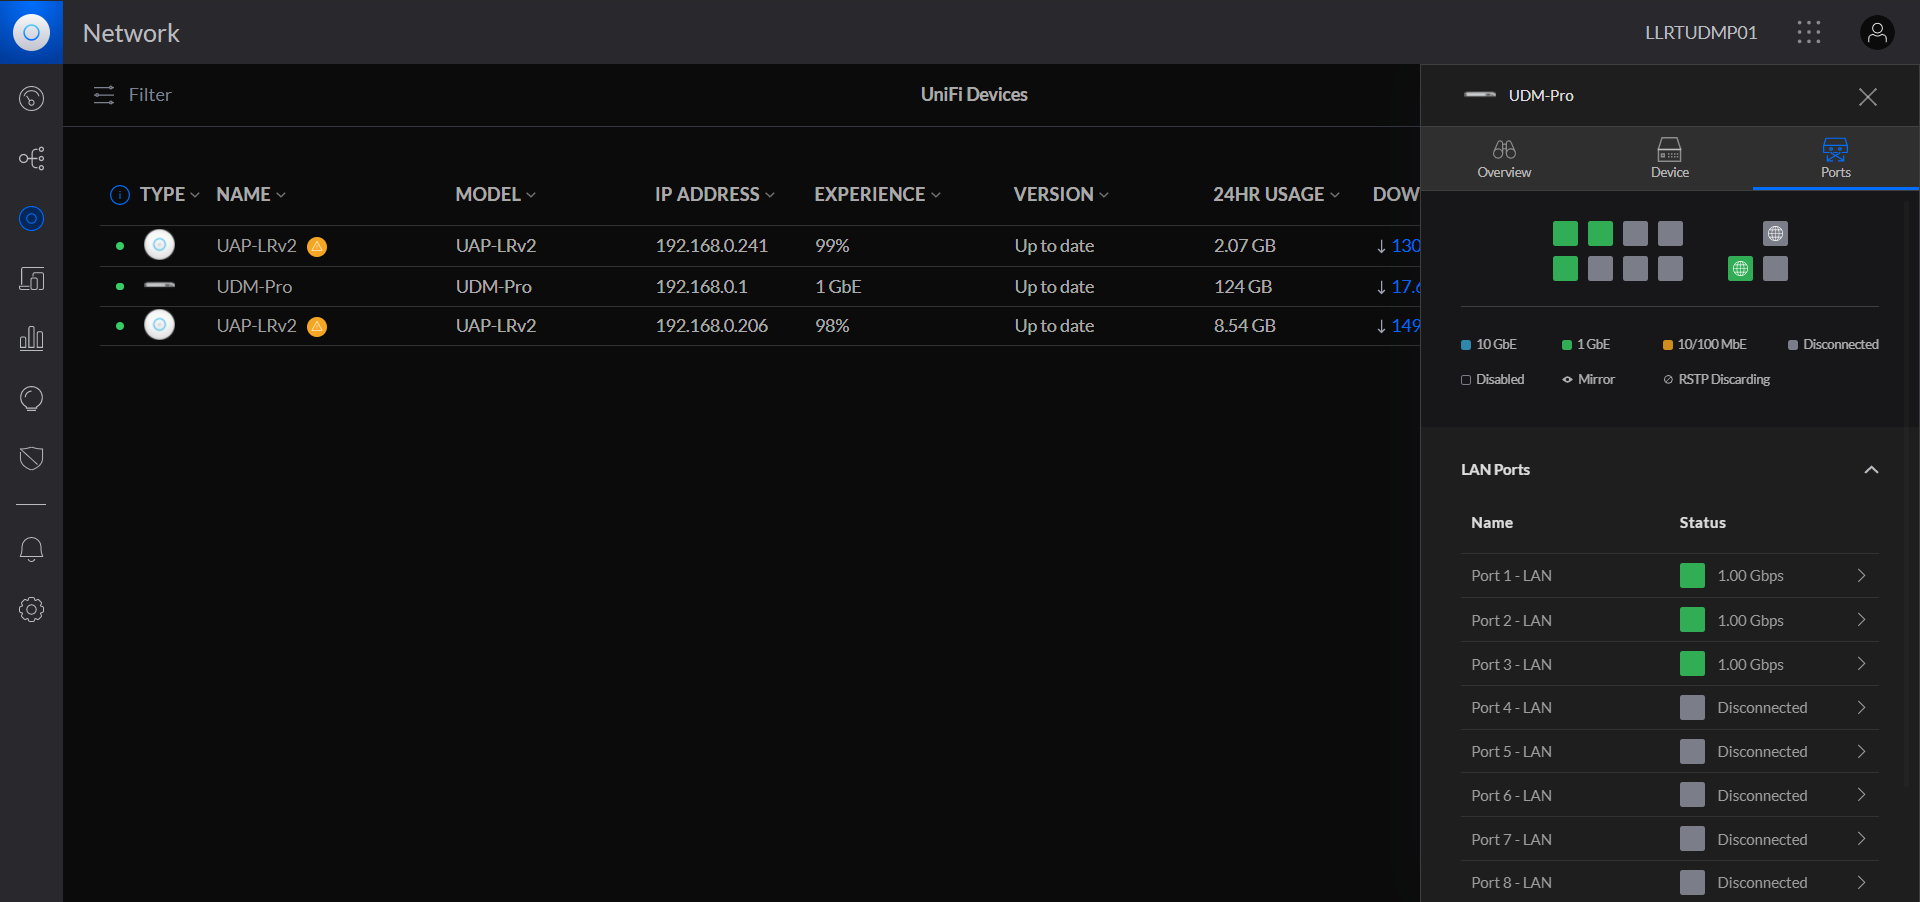 Network
LLRTUDMP01
Filter
UniFi Devices
UDM-Pro
Overview
Device
Ports
TYPE NAME MODEL IP ADDRESS EXPERIENCE VERSION 24HR USAGE DOW
UAP-LRv2 UAP-LRv2 192.168.0.241 99% Up to date 2.07 GB ↓ 130
UDM-Pro UDM-Pro 192.168.0.1 1 GbE Up to date 124 GB ↓ 17.6
UAP-LRv2 UAP-LRv2 192.168.0.206 98% Up to date 8.54 GB ↓ 149
10 GbE 1 GbE 10/100 MbE Disconnected
Disabled Mirror RSTP Discarding
LAN Ports
Name Status
Port 1 - LAN 1.00 Gbps
Port 2 - LAN 1.00 Gbps
Port 3 - LAN 1.00 Gbps
Port 4 - LAN Disconnected
Port 5 - LAN Disconnected
Port 6 - LAN Disconnected
Port 7 - LAN Disconnected
Port 8 - LAN Disconnected